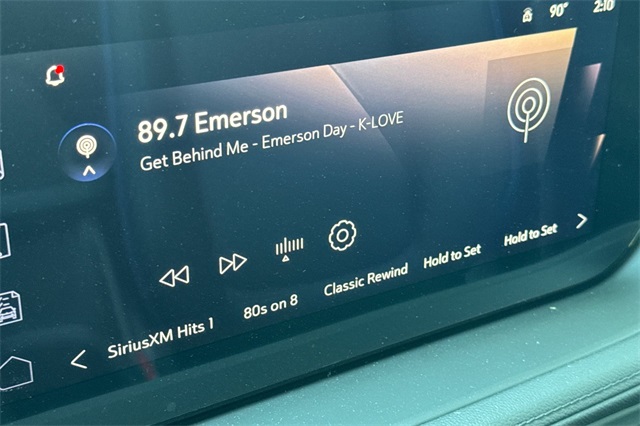 90° 2:10
89.7 Emerson
Get Behind Me - Emerson Day - K-LOVE
SiriusXM Hits 1 80s on 8 Classic Rewind Hold to Set Hold to Set